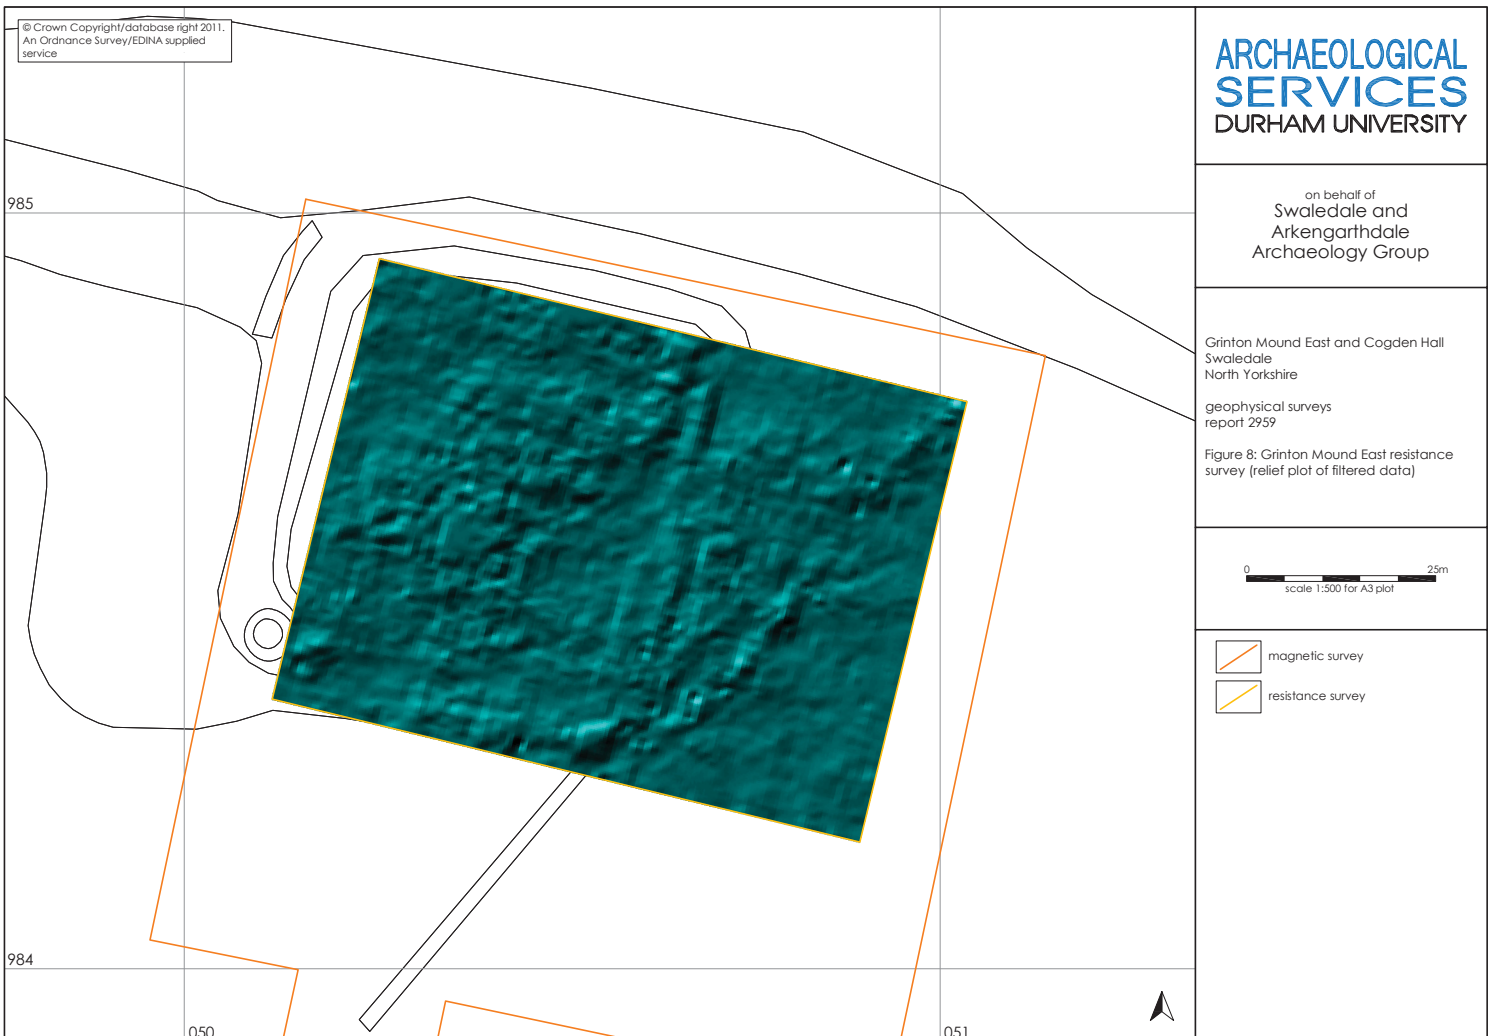 © Crown Copyright/database right 2011.
An Ordnance Survey/EDINA supplied
service
985
984
050
051
ARCHAEOLOGICAL
SERVICES
DURHAM UNIVERSITY
on behalf of
Swaledale and
Arkengarthdale
Archaeology Group
Grinton Mound East and Cogden Hall
Swaledale
North Yorkshire
geophysical surveys
report 2959
Figure 8: Grinton Mound East resistance
survey (relief plot of filtered data)
0 25m
scale 1:500 for A3 plot
magnetic survey
resistance survey